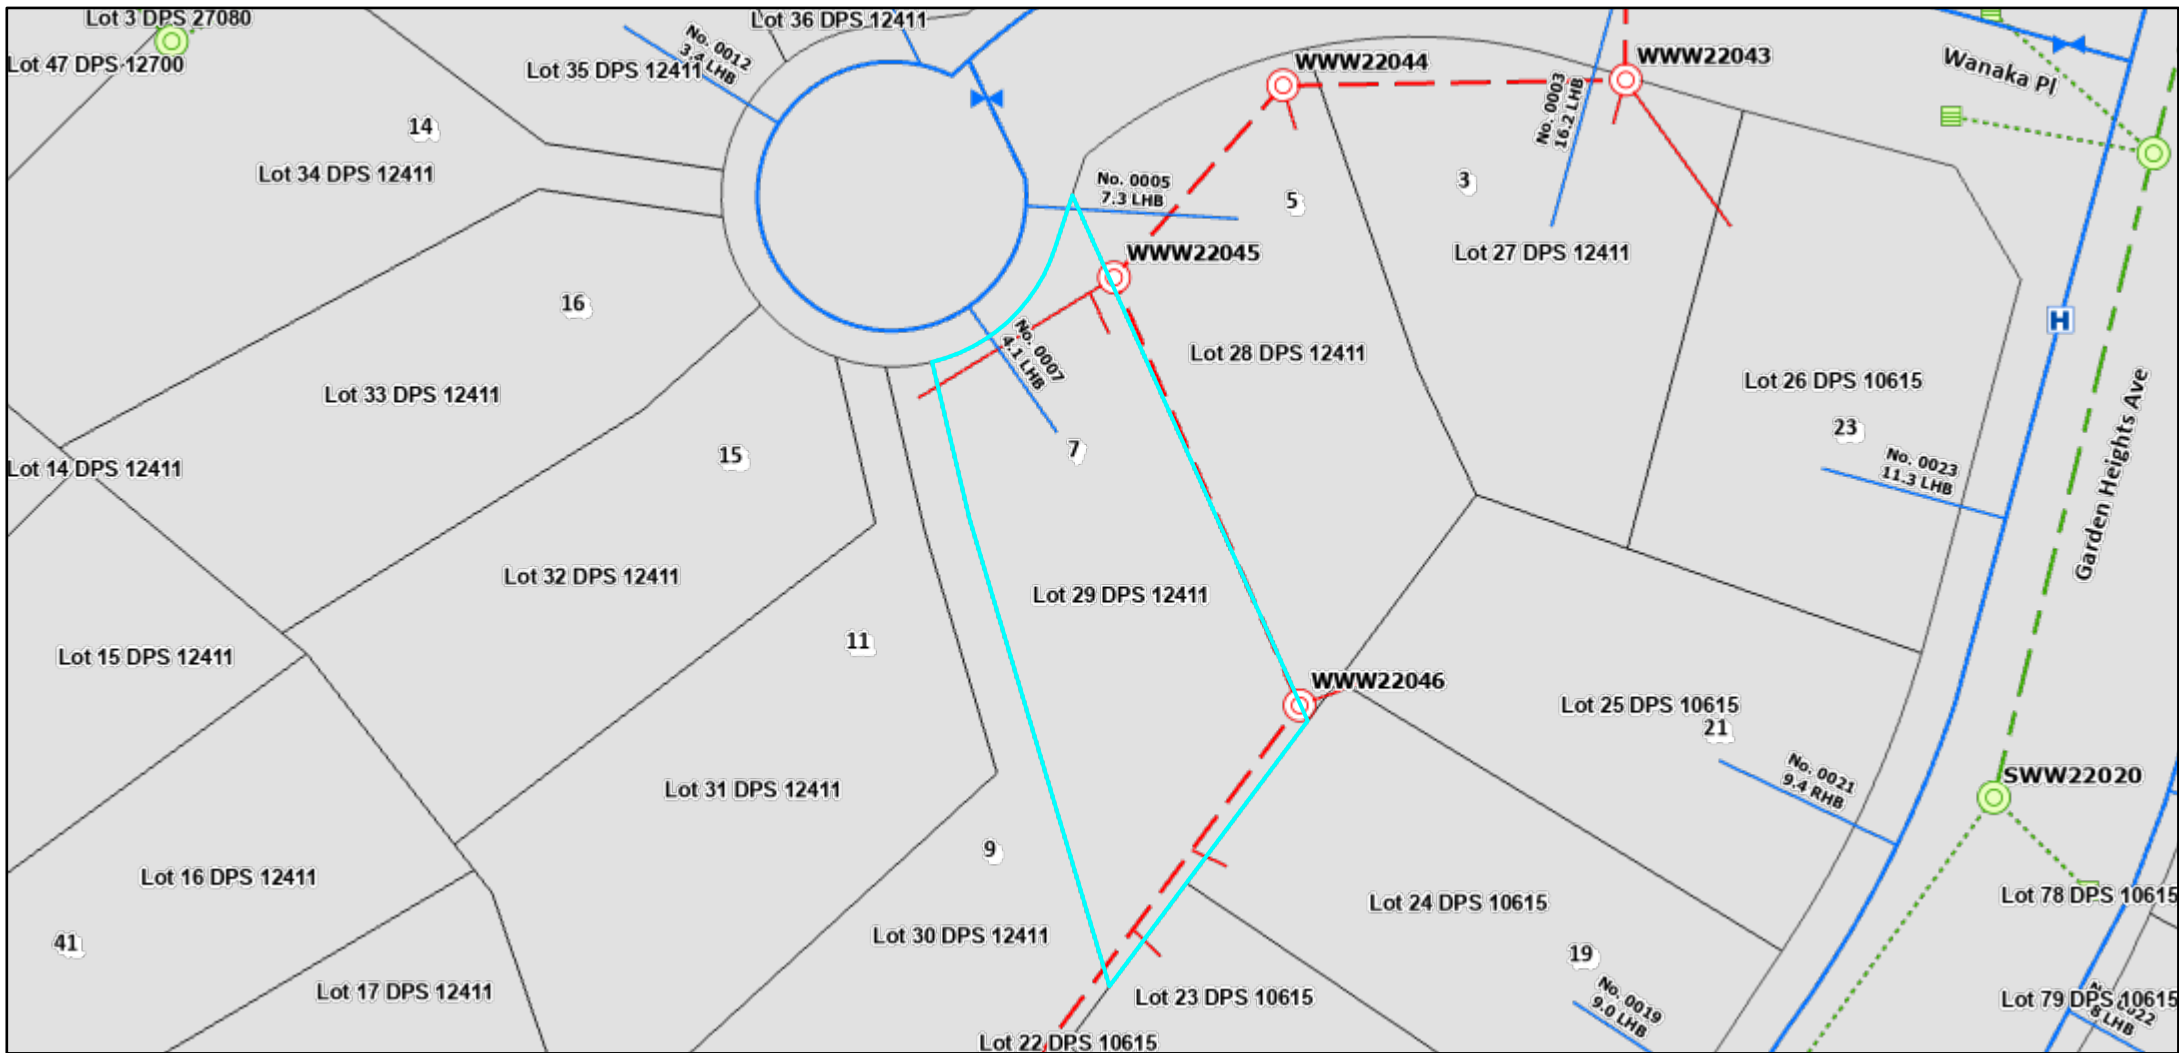 Lot 3 DPS 27080
Lot 36 DPS 12411
Lot 47 DPS 12700
No. 0012
3.4 LHB
Lot 35 DPS 12411
WWW22044
WWW22043
Wanaka Pl
No. 0003
16.2 LHB
14
Lot 34 DPS 12411
No. 0005
7.3 LHB
5
3
WWW22045
Lot 27 DPS 12411
16
H
No. 0007
4.1 LHB
Lot 28 DPS 12411
Lot 26 DPS 10615
Lot 33 DPS 12411
23
Garden Heights Ave
15
7
Lot 14 DPS 12411
No. 0023
11.3 LHB
Lot 32 DPS 12411
Lot 29 DPS 12411
11
Lot 15 DPS 12411
WWW22046
Lot 25 DPS 10615
21
No. 0021
9.4 RHB
SWW22020
Lot 31 DPS 12411
9
Lot 16 DPS 12411
Lot 24 DPS 10615
Lot 78 DPS 10615
41
Lot 30 DPS 12411
19
Lot 17 DPS 12411
Lot 23 DPS 10615
No. 0019
9.0 LHB
Lot 79 DPS 10615
8 LHB
Lot 22 DPS 10615